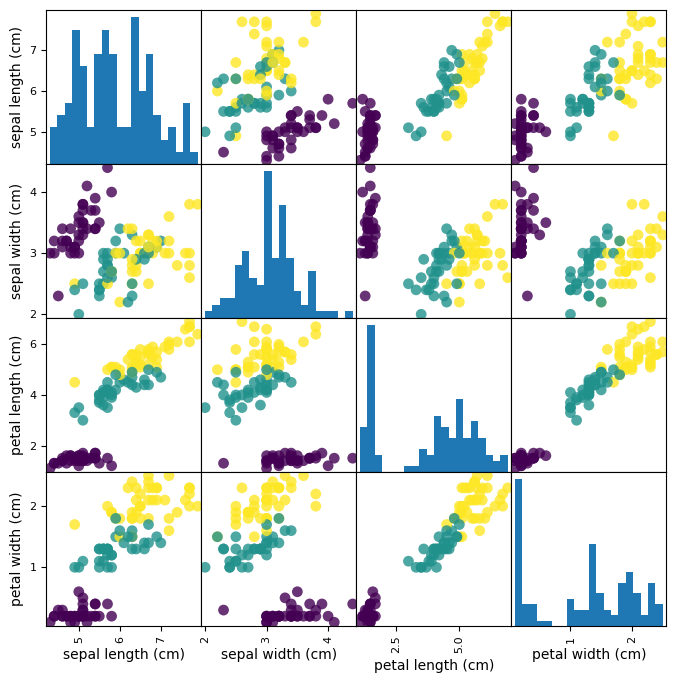 sepal length (cm)
7
6
5
sepal width (cm)
4
3
2
petal length (cm)
6
4
2
petal width (cm)
2
1
5
6
7
sepal length (cm)
2
3
4
sepal width (cm)
2.5
5.0
petal length (cm)
1
2
petal width (cm)